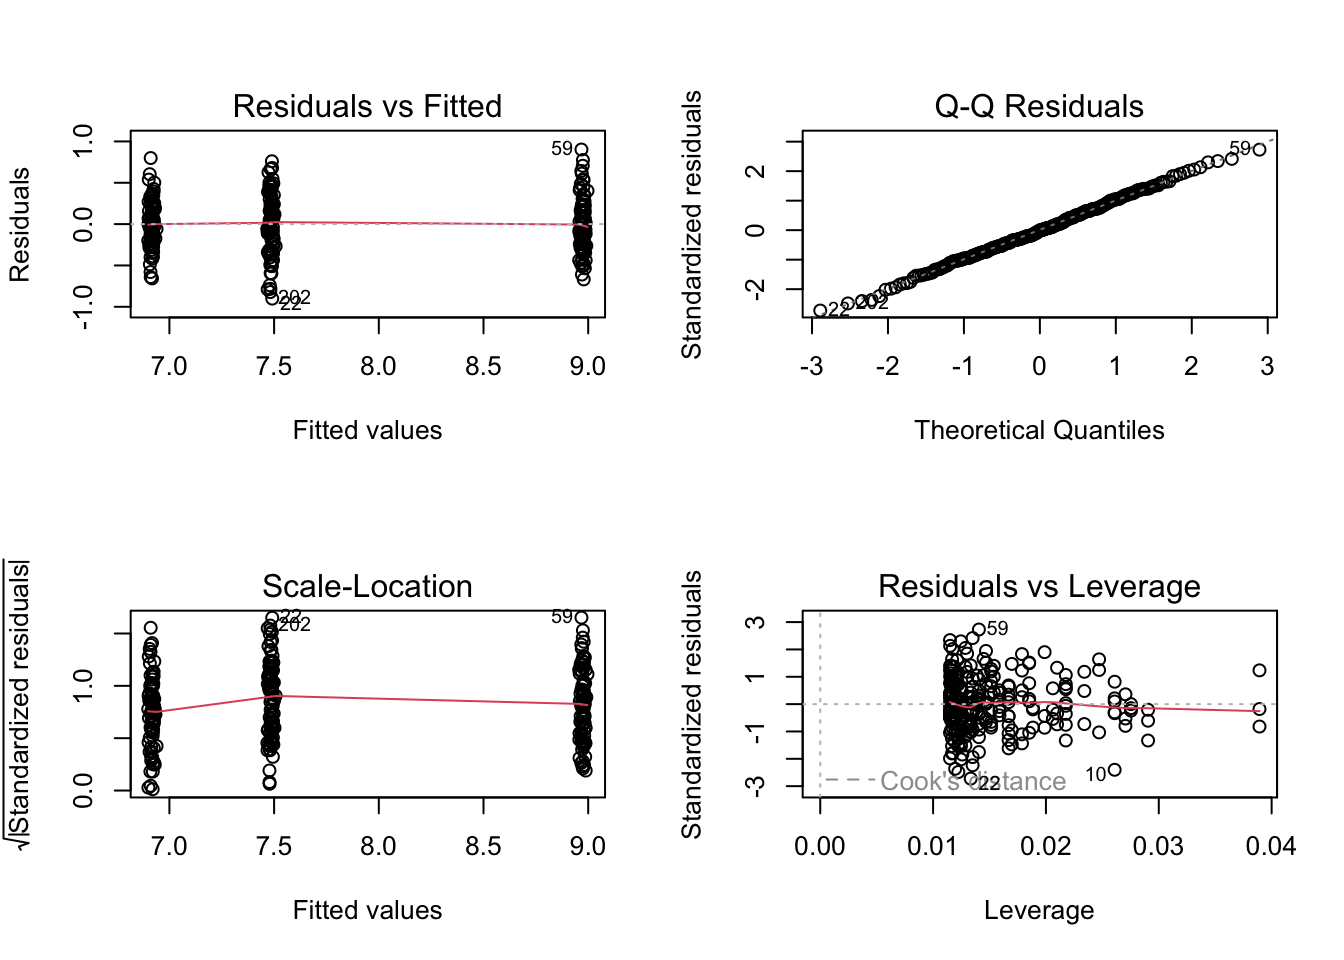 Residuals vs Fitted
Residuals
1.0
0.0
-1.0
59
202
22
7.0 7.5 8.0 8.5 9.0
Fitted values
Q-Q Residuals
Standardized residuals
2
0
-2
59
22 202
-3 -2 -1 0 1 2 3
Theoretical Quantiles
Scale-Location
√|Standardized residuals|
1.0
0.0
22
202
59
7.0 7.5 8.0 8.5 9.0
Fitted values
Residuals vs Leverage
Standardized residuals
3
1
-1
-3
59
10
Cook's distance
22
0.00 0.01 0.02 0.03 0.04
Leverage